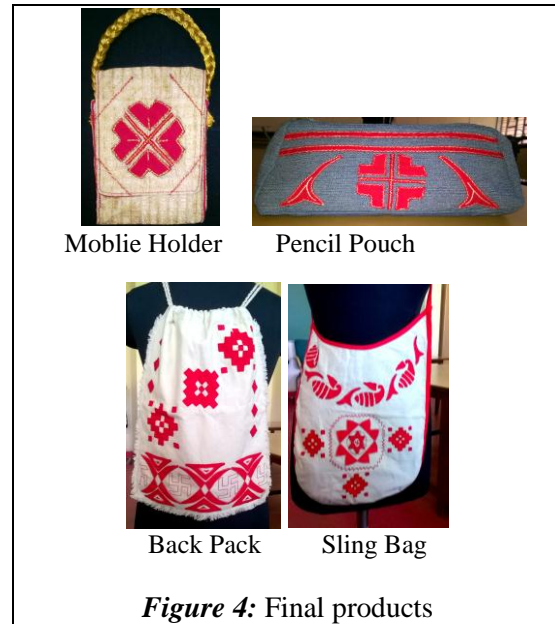 Moblie Holder Pencil Pouch
Back Pack Sling Bag
Figure 4: Final products